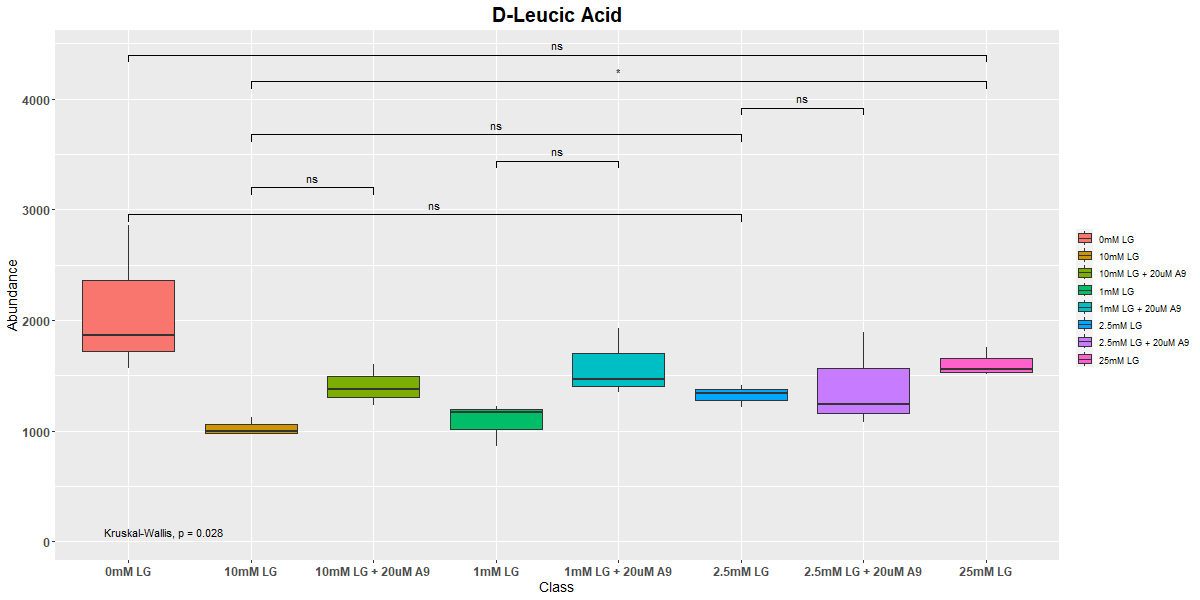 D-Leucic Acid
ns
*
ns
ns
ns
ns
ns
4000
3000
2000
1000
0
Abundance
Kruskal-Wallis, p = 0.028
0mM LG
10mM LG
10mM LG + 20uM A9
1mM LG
1mM LG + 20uM A9
2.5mM LG
2.5mM LG + 20uM A9
25mM LG
Class
0mM LG
10mM LG
10mM LG + 20uM A9
1mM LG
1mM LG + 20uM A9
2.5mM LG
2.5mM LG + 20uM A9
25mM LG